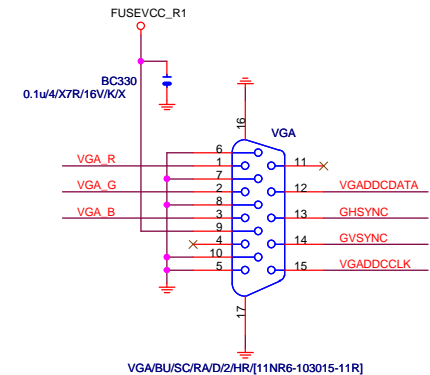 FUSEVCC_R1
BC330
0.1u/4/X7R/16V/K/X
16
VGA
6
VGA_R
1
11
7
VGA_G
2
12
VGADDCDATA
8
VGA_B
3
13
GHSYNC
9
4
14
GVSYNC
10
5
15
VGADDCCLK
17
VGA/BU/SC/RA/D/2/HR/[11NR6-103015-11R]